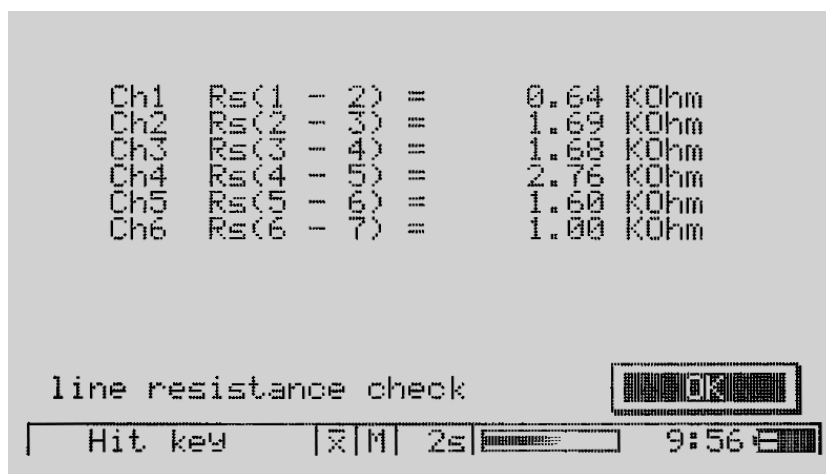 Ch1 Rs(1 - 2) = 0.64 KOhm
Ch2 Rs(2 - 3) = 1.69 KOhm
Ch3 Rs(3 - 4) = 1.68 KOhm
Ch4 Rs(4 - 5) = 2.76 KOhm
Ch5 Rs(5 - 6) = 1.60 KOhm
Ch6 Rs(6 - 7) = 1.00 KOhm
line resistance check OK
Hit key x̅ M 2s 9:56